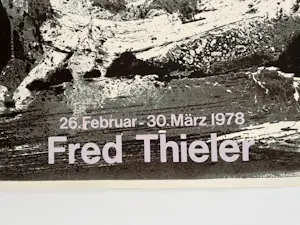 26. Februar - 30. März 1978
Fred Thieler